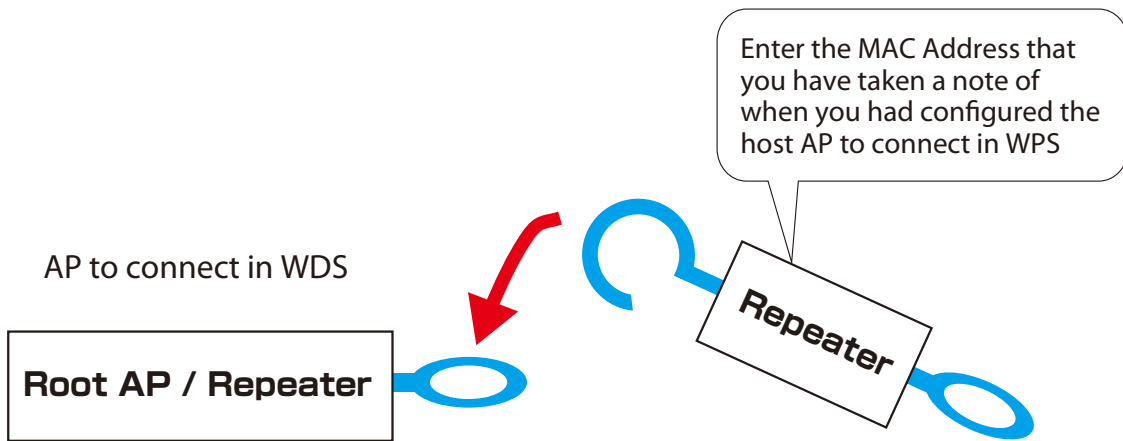 Enter the MAC Address that
you have taken a note of
when you had configured the
host AP to connect in WPS
AP to connect in WDS
Root AP / Repeater
Repeater